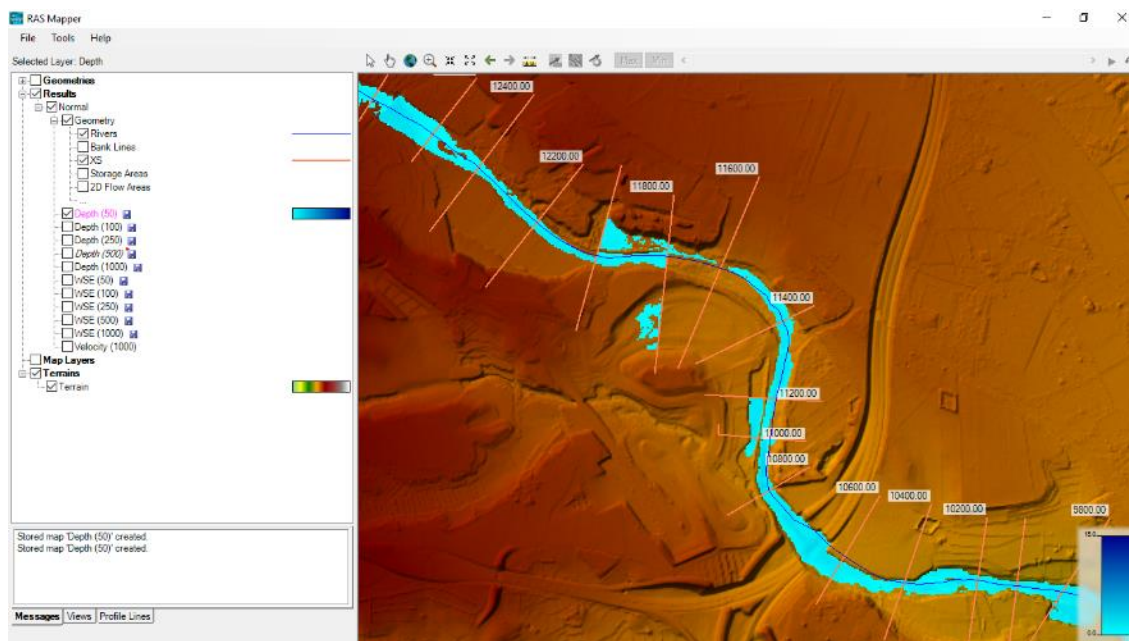 RAS Mapper
File Tools Help
Selected Layer: Depth
Max Min
Geometries
Results
Normal
Geometry
Rivers
Bank Lines
XS
Storage Areas
2D Flow Areas
...
Depth (50)
Depth (100)
Depth (250)
Depth (500)
Depth (1000)
WSE (50)
WSE (100)
WSE (250)
WSE (500)
WSE (1000)
Velocity (1000)
Map Layers
Terrains
Terrain
Stored map 'Depth (50)' created.
Stored map 'Depth (50)' created.
Messages Views Profile Lines
12400.00
12200.00
11800.00
11600.00
11400.00
11200.00
11000.00
10800.00
10600.00
10400.00
10200.00
9800.00